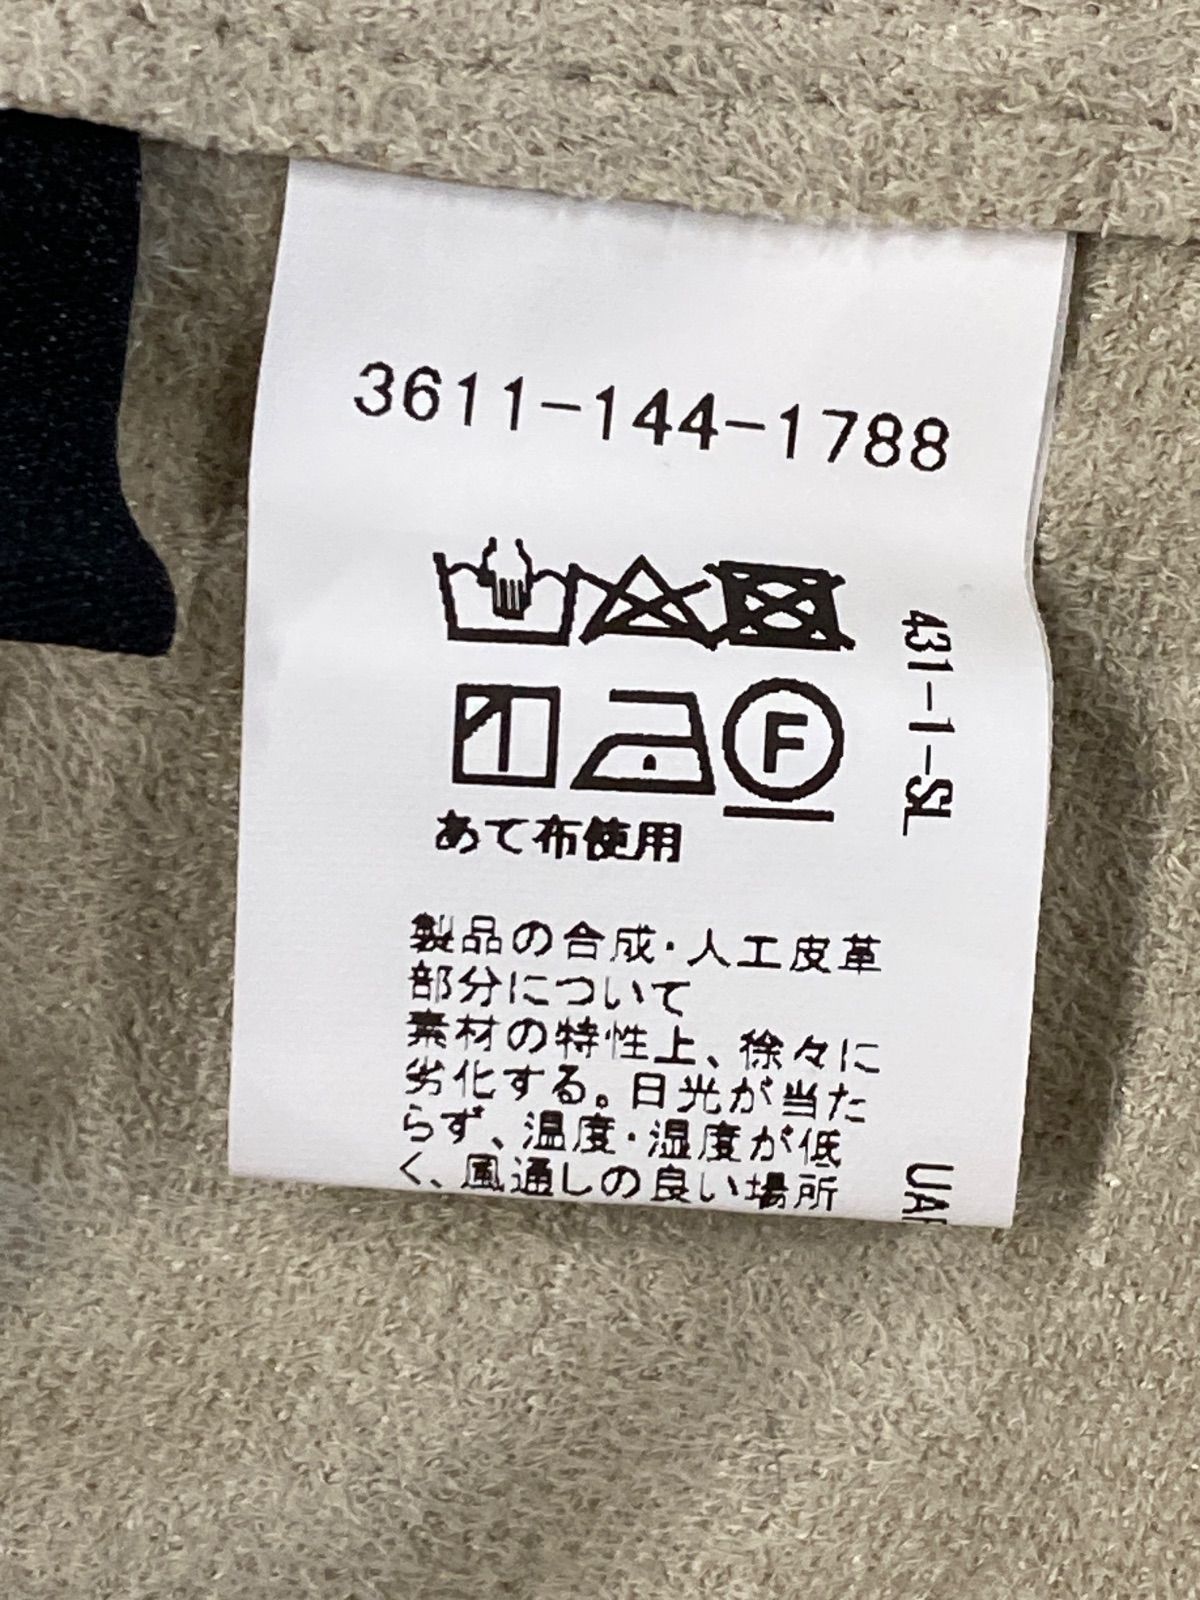 3611-144-1788
431-1-SL
F
あて布使用
製品の合成・人工皮革
部分について
素材の特性上、徐々に
劣化する。日光が当た
らず、温度・湿度が低
く、風通しの良い場所